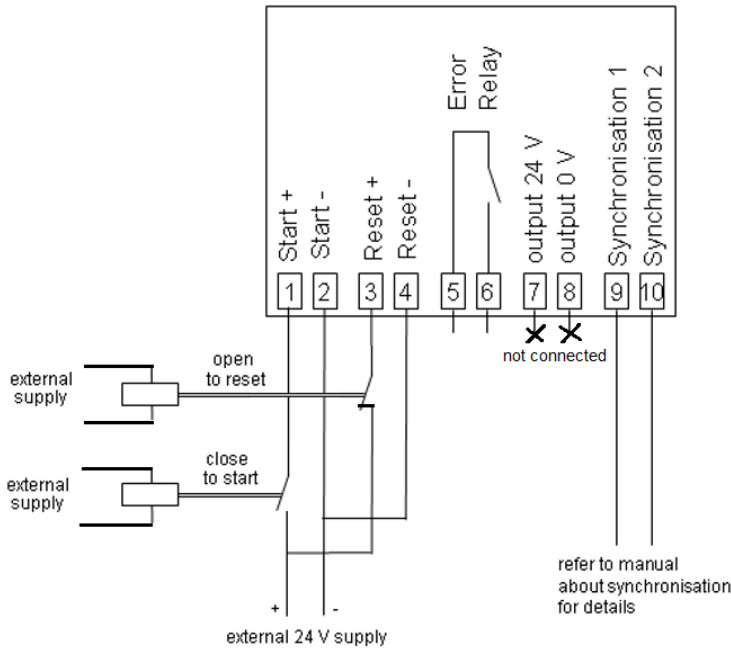 Error
Relay
Start +
Start -
Reset +
Reset -
output 24 V
output 0 V
Synchronisation 1
Synchronisation 2
1
2
3
4
5
6
7
8
9
10
not connected
open
to reset
external
supply
close
to start
external
supply
refer to manual
about synchronisation
for details
+
-
external 24 V supply